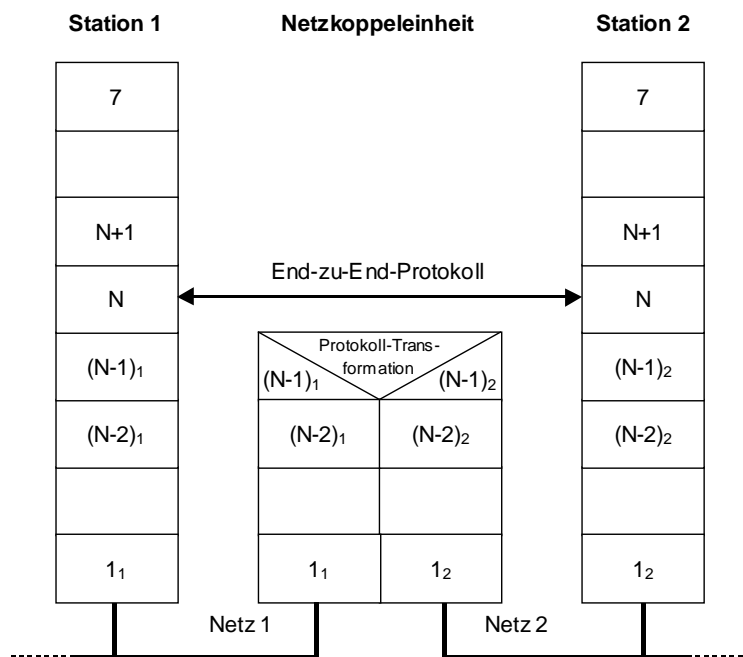 Station 1 Netzkoppeleinheit Station 2
7 7
N+1 N+1
End-zu-End-Protokoll
N N
Protokoll-Trans-
formation
(N-1)₁ (N-1)₁ (N-1)₂ (N-1)₂
(N-2)₁ (N-2)₁ (N-2)₂ (N-2)₂
1₁ 1₁ 1₂ 1₂
Netz 1 Netz 2